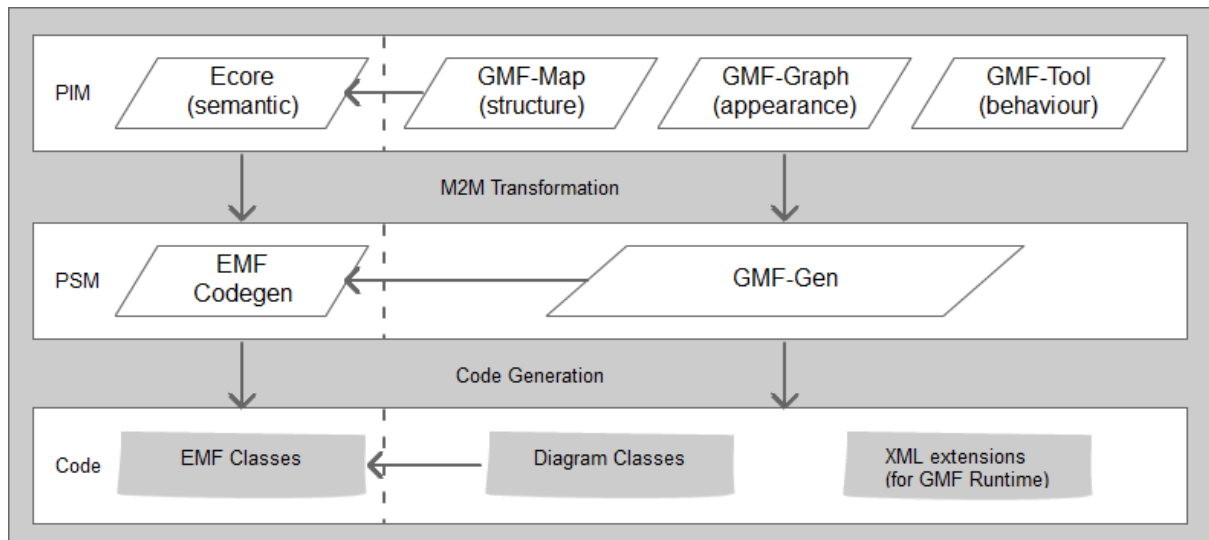 PIM
Ecore
(semantic)
GMF-Map
(structure)
GMF-Graph
(appearance)
GMF-Tool
(behaviour)
M2M Transformation
PSM
EMF
Codegen
GMF-Gen
Code Generation
Code
EMF Classes
Diagram Classes
XML extensions
(for GMF Runtime)